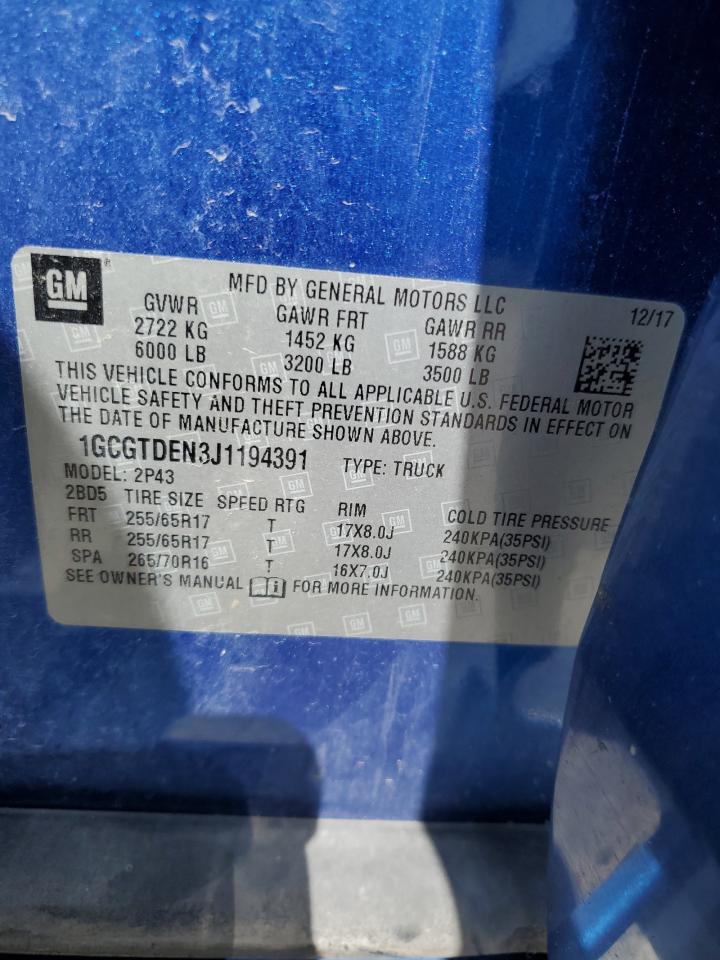 GM
MFD BY GENERAL MOTORS LLC 12/17
GVWR GAWR FRT GAWR RR
2722 KG 1452 KG 1588 KG
6000 LB 3200 LB 3500 LB
THIS VEHICLE CONFORMS TO ALL APPLICABLE U.S. FEDERAL MOTOR
VEHICLE SAFETY AND THEFT PREVENTION STANDARDS IN EFFECT ON
THE DATE OF MANUFACTURE SHOWN ABOVE.
1GCGTDEN3J1194391 TYPE: TRUCK
MODEL: 2P43
2BD5 TIRE SIZE SPEED RTG RIM COLD TIRE PRESSURE
FRT 255/65R17 T 17X8.0J 240KPA(35PSI)
RR 255/65R17 T 17X8.0J 240KPA(35PSI)
SPA 265/70R16 T 16X7.0J 240KPA(35PSI)
SEE OWNER'S MANUAL FOR MORE INFORMATION.